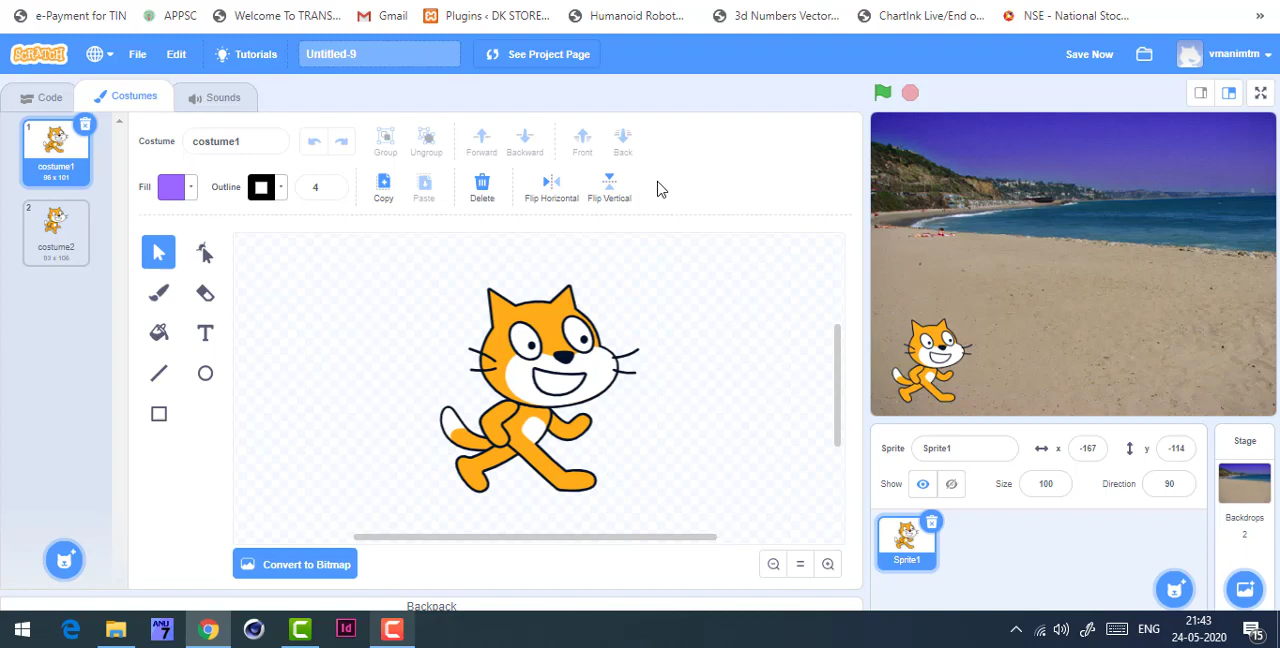 e-Payment for TIN
APPSC
Welcome To TRANS...
Gmail
Plugins ‹ DK STORE...
Humanoid Robot...
3d Numbers Vector...
ChartInk Live/End o...
NSE - National Stoc...
»
SCRATCH
File
Edit
Tutorials
Untitled-9
See Project Page
Save Now
vmanimtm
Code
Costumes
Sounds
1
costume1
96 x 101
2
costume2
93 x 106
Costume
costume1
Group
Ungroup
Forward
Backward
Front
Back
Fill
Outline
4
Copy
Paste
Delete
Flip Horizontal
Flip Vertical
T
Convert to Bitmap
Backpack
Sprite
Sprite1
x
-167
y
-114
Show
Size
100
Direction
90
Sprite1
Stage
Backdrops
2
ANU
7
Id
ENG
21:43
24-05-2020
15